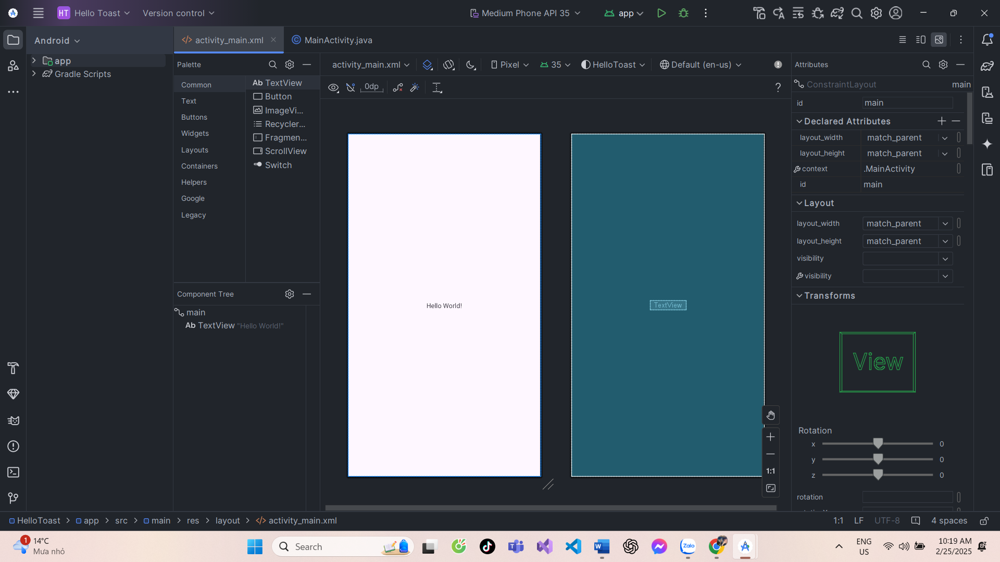 HT Hello Toast Version control Medium Phone API 35 app
Android activity_main.xml MainActivity.java
app
Gradle Scripts
Palette
Common
Text
Buttons
Widgets
Layouts
Containers
Helpers
Google
Legacy
Ab TextView
Button
ImageVi...
Recycler...
Fragmen...
ScrollView
Switch
Component Tree
main
Ab TextView "Hello World!"
activity_main.xml Pixel 35 HelloToast Default (en-us)
0dp ?
Hello World!
TextView
1:1
Attributes
ConstraintLayout main
id main
Declared Attributes
layout_width match_parent
layout_height match_parent
context .MainActivity
id main
Layout
layout_width match_parent
layout_height match_parent
visibility
visibility
Transforms
View
Rotation
x 0
y 0
z 0
rotation
HelloToast > app > src > main > res > layout > activity_main.xml
1:1 LF UTF-8 4 spaces
1
14°C
Mưa nhỏ
Search
Zalo
ENG
US
10:19 AM
2/25/2025